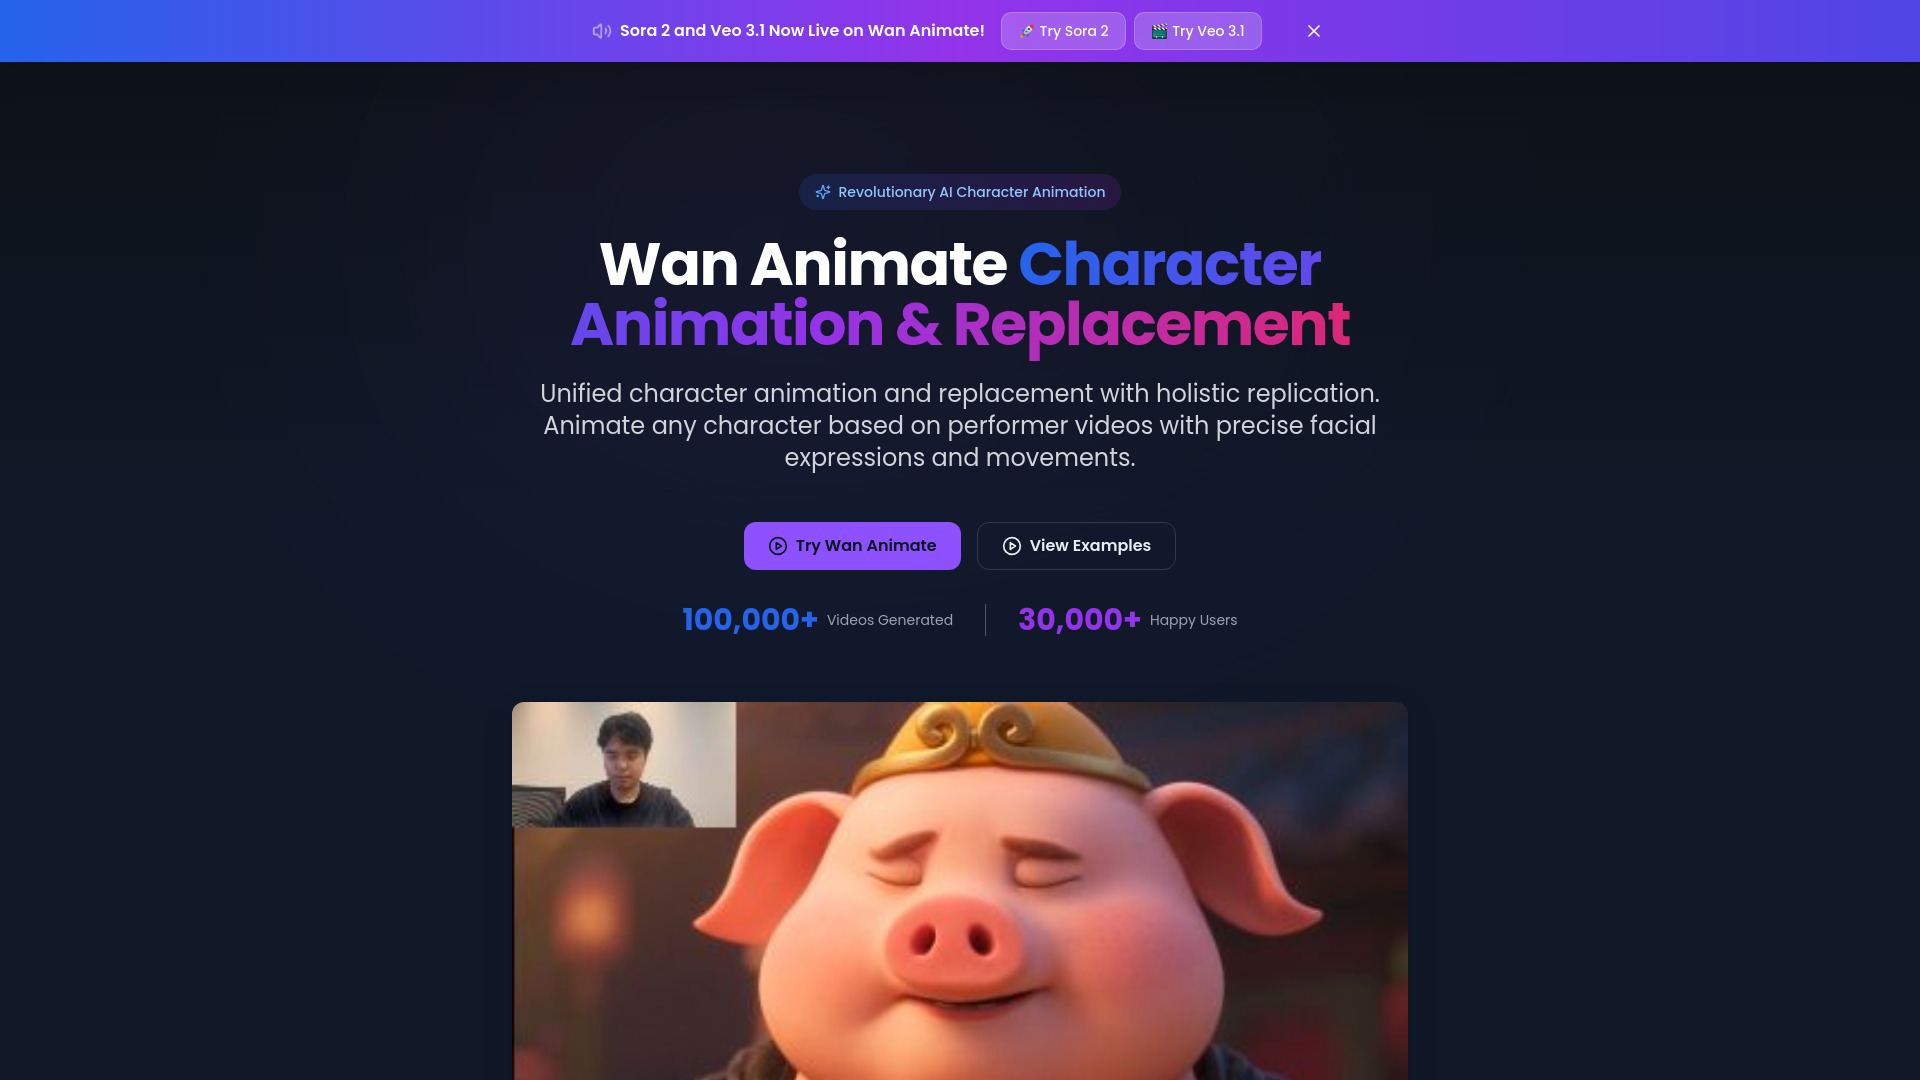 Sora 2 and Veo 3.1 Now Live on Wan Animate!
🚀 Try Sora 2
🎬 Try Veo 3.1
Revolutionary AI Character Animation
Wan Animate Character
Animation & Replacement
Unified character animation and replacement with holistic replication.
Animate any character based on performer videos with precise facial
expressions and movements.
Try Wan Animate
View Examples
100,000+ Videos Generated
30,000+ Happy Users